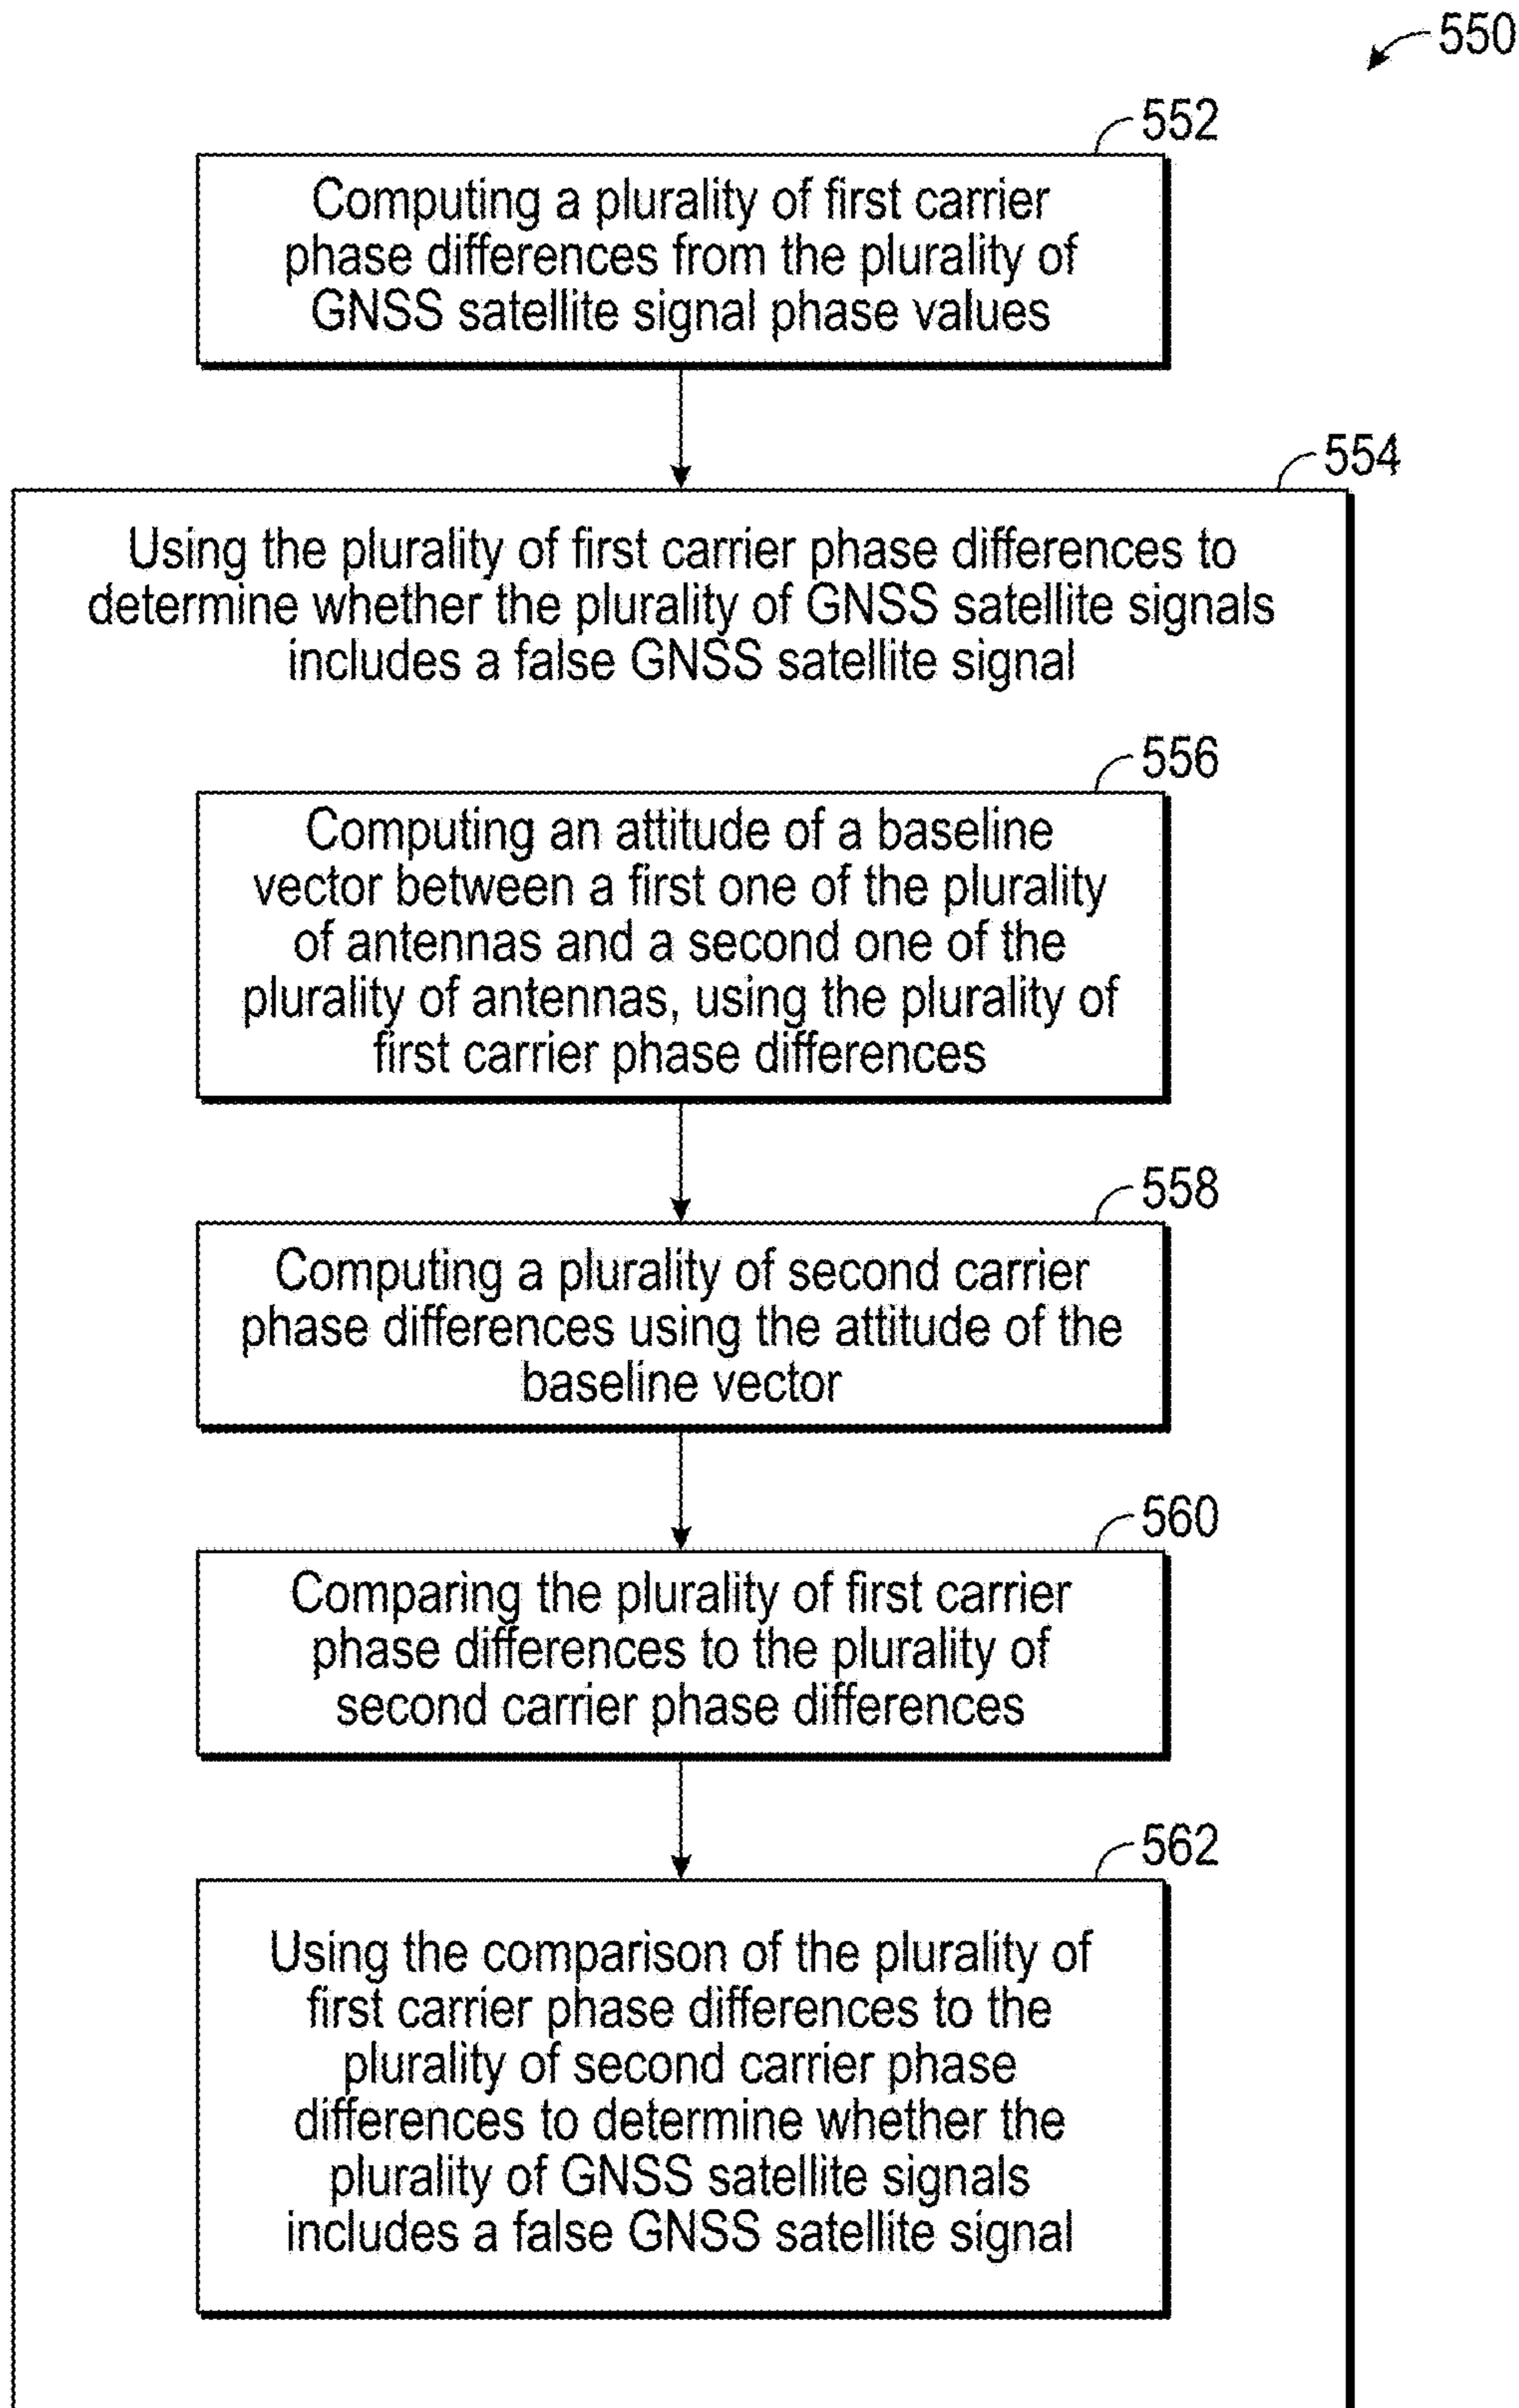 550
552
Computing a plurality of first carrier
phase differences from the plurality of
GNSS satellite signal phase values
554
Using the plurality of first carrier phase differences to
determine whether the plurality of GNSS satellite signals
includes a false GNSS satellite signal
556
Computing an attitude of a baseline
vector between a first one of the plurality
of antennas and a second one of the
plurality of antennas, using the plurality of
first carrier phase differences
558
Computing a plurality of second carrier
phase differences using the attitude of the
baseline vector
560
Comparing the plurality of first carrier
phase differences to the plurality of
second carrier phase differences
562
Using the comparison of the plurality of
first carrier phase differences to the
plurality of second carrier phase
differences to determine whether the
plurality of GNSS satellite signals
includes a false GNSS satellite signal